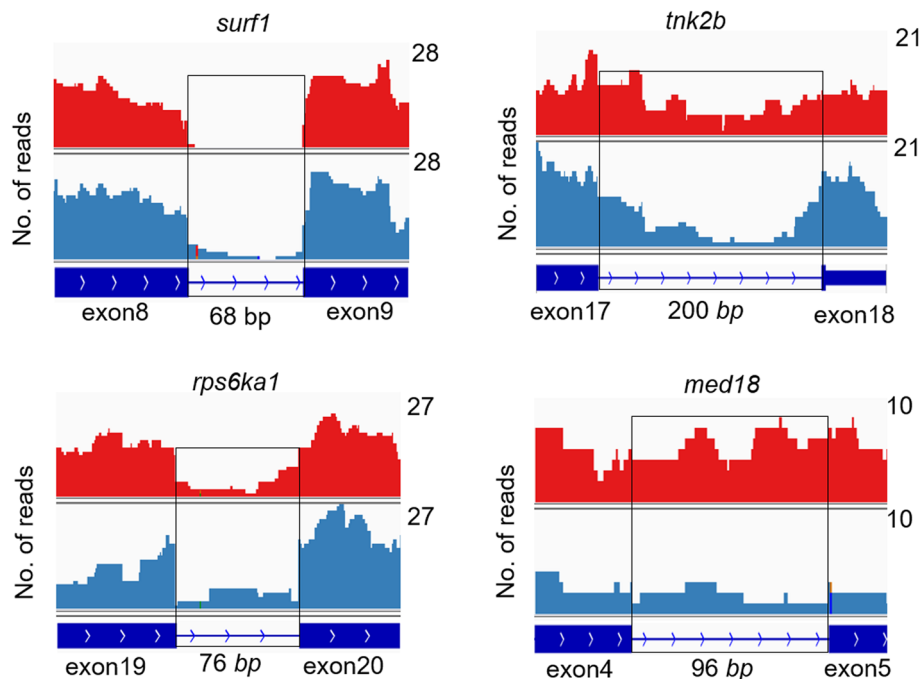 surf1
28
28
No. of reads
exon8
68 bp
exon9
tnk2b
21
21
No. of reads
exon17
200 bp
exon18
rps6ka1
27
27
No. of reads
exon19
76 bp
exon20
med18
10
10
No. of reads
exon4
96 bp
exon5